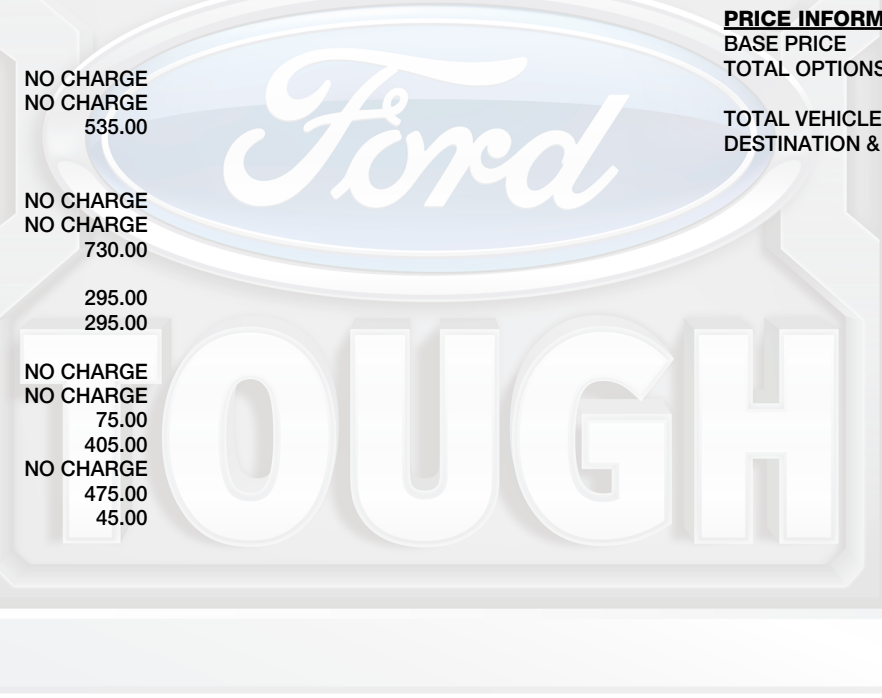 PRICE INFORM
BASE PRICE
TOTAL OPTIONS
TOTAL VEHICLE
DESTINATION &
NO CHARGE
NO CHARGE
535.00
NO CHARGE
NO CHARGE
730.00
295.00
295.00
NO CHARGE
NO CHARGE
75.00
405.00
NO CHARGE
475.00
45.00
Ford
TOUGH